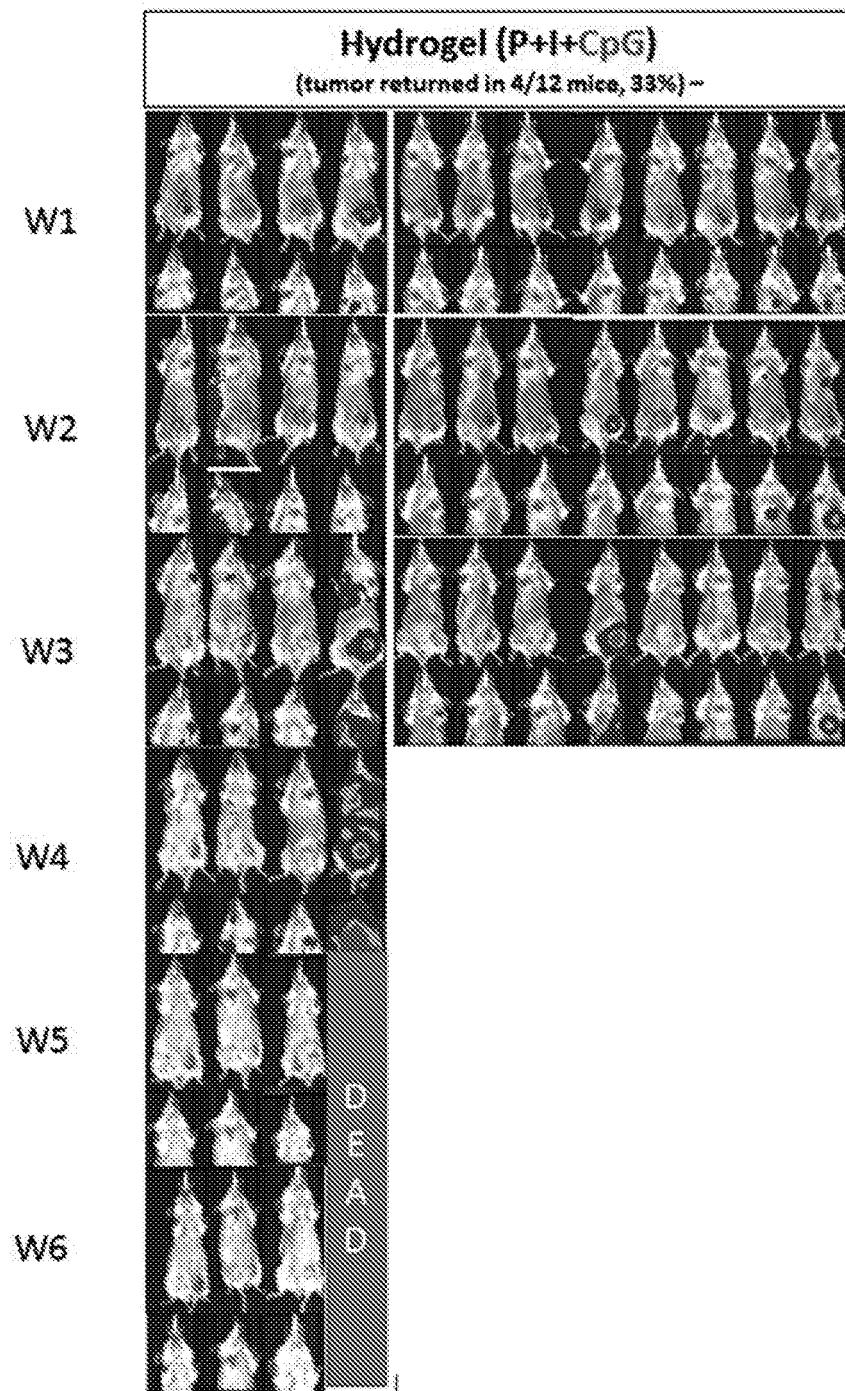 Hydrogel (P+I+CpG)
(tumor returned in 4/12 mice, 33%) ~
W1
W2
W3
W4
W5
W6
D
E
A
D